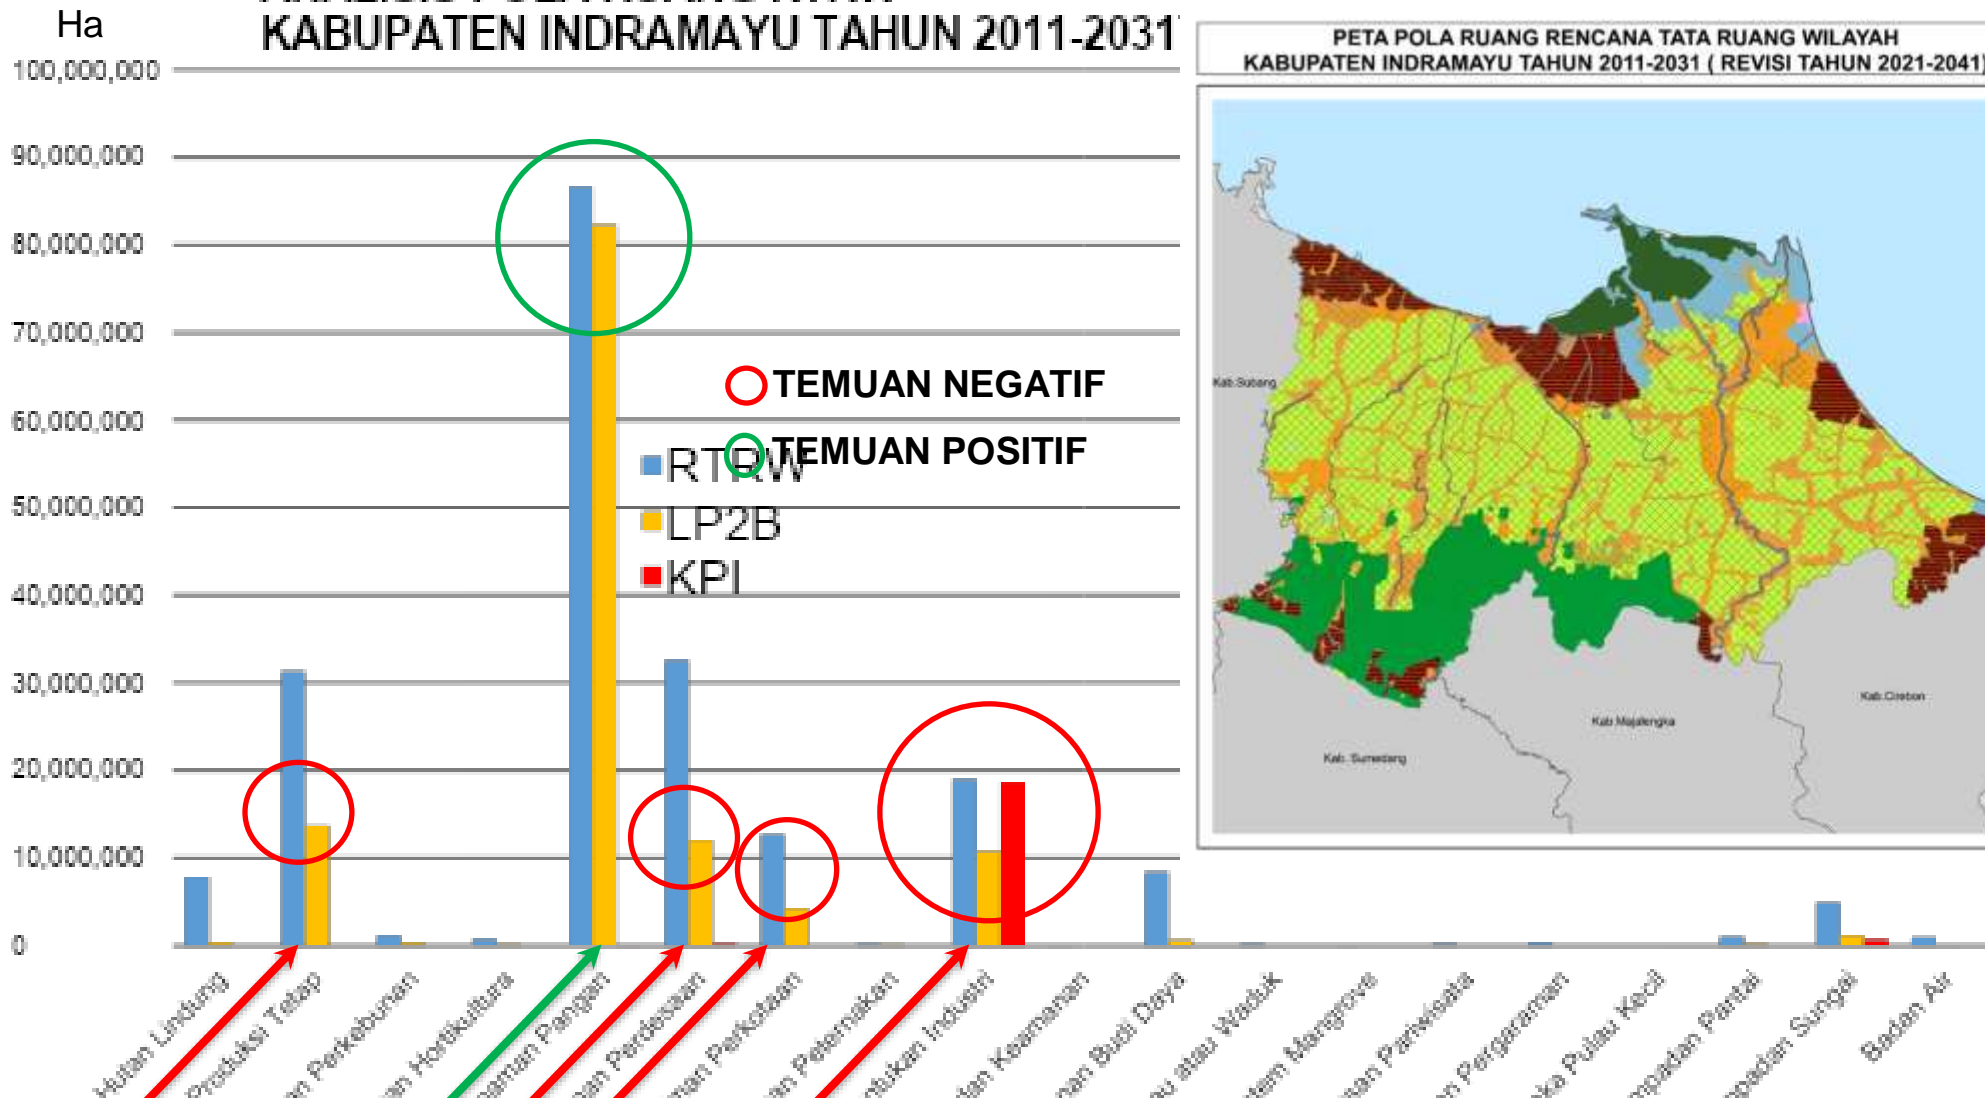 Ha
KABUPATEN INDRAMAYU TAHUN 2011-2031
100,000,000
90,000,000
80,000,000
70,000,000
60,000,000
50,000,000
40,000,000
30,000,000
20,000,000
10,000,000
0
TEMUAN NEGATIF
TEMUAN POSITIF
RTRW
LP2B
KPI
Hutan Lindung
Produksi Tetap
Perkebunan
Hortikultura
Pangan
Perdesaan
Perkotaan
Peternakan
Industri
Keamanan
Budi Daya
atau Waduk
Mangrove
Pariwisata
Pergaraman
Pulau Kecil
Pantai
Sungai
Badan Air
PETA POLA RUANG RENCANA TATA RUANG WILAYAH
KABUPATEN INDRAMAYU TAHUN 2011-2031 ( REVISI TAHUN 2021-2041)
Kab.Subang
Kab. Sumedang
Kab.Majalengka
Kab.Cirebon